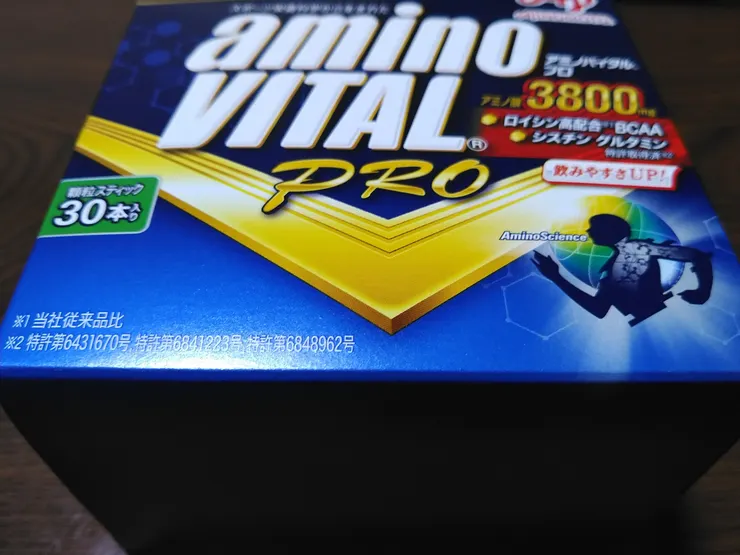 amino
VITAL®
PRO
アミノバイタル®
プロ
アミノ酸 3800mg
ロイシン高配合※1 BCAA
シスチン グルタミン
特許取得済※2
飲みやすさUP!
顆粒スティック
30本入り
AminoScience
※1 当社従来品比
※2 特許第6431670号, 特許第6841223号, 特許第6848962号